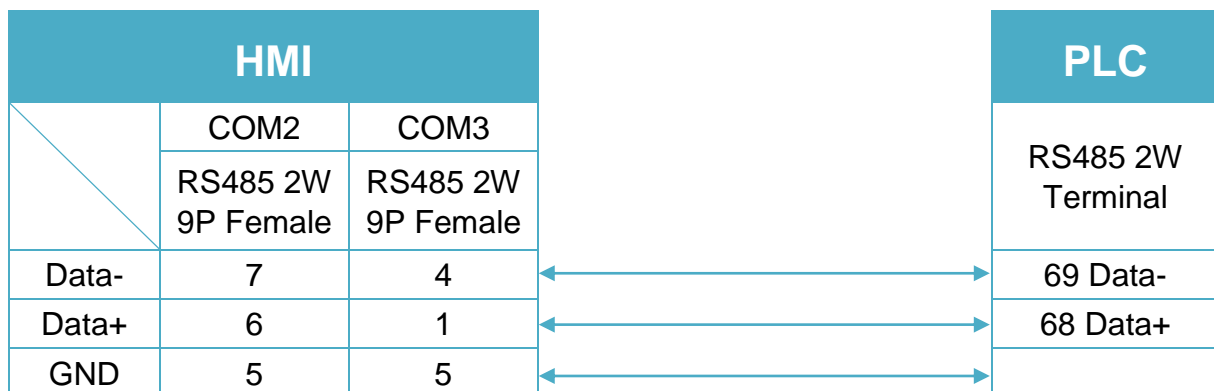 HMI PLC
COM2 COM3
RS485 2W RS485 2W RS485 2W
9P Female 9P Female Terminal
Data- 7 4 69 Data-
Data+ 6 1 68 Data+
GND 5 5